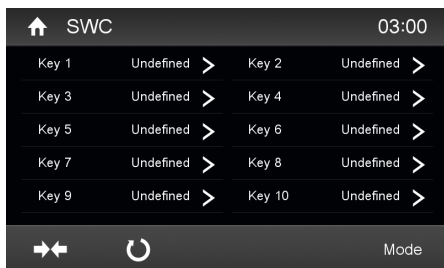 SWC 03:00
Key 1 Undefined Key 2 Undefined
Key 3 Undefined Key 4 Undefined
Key 5 Undefined Key 6 Undefined
Key 7 Undefined Key 8 Undefined
Key 9 Undefined Key 10 Undefined
Mode